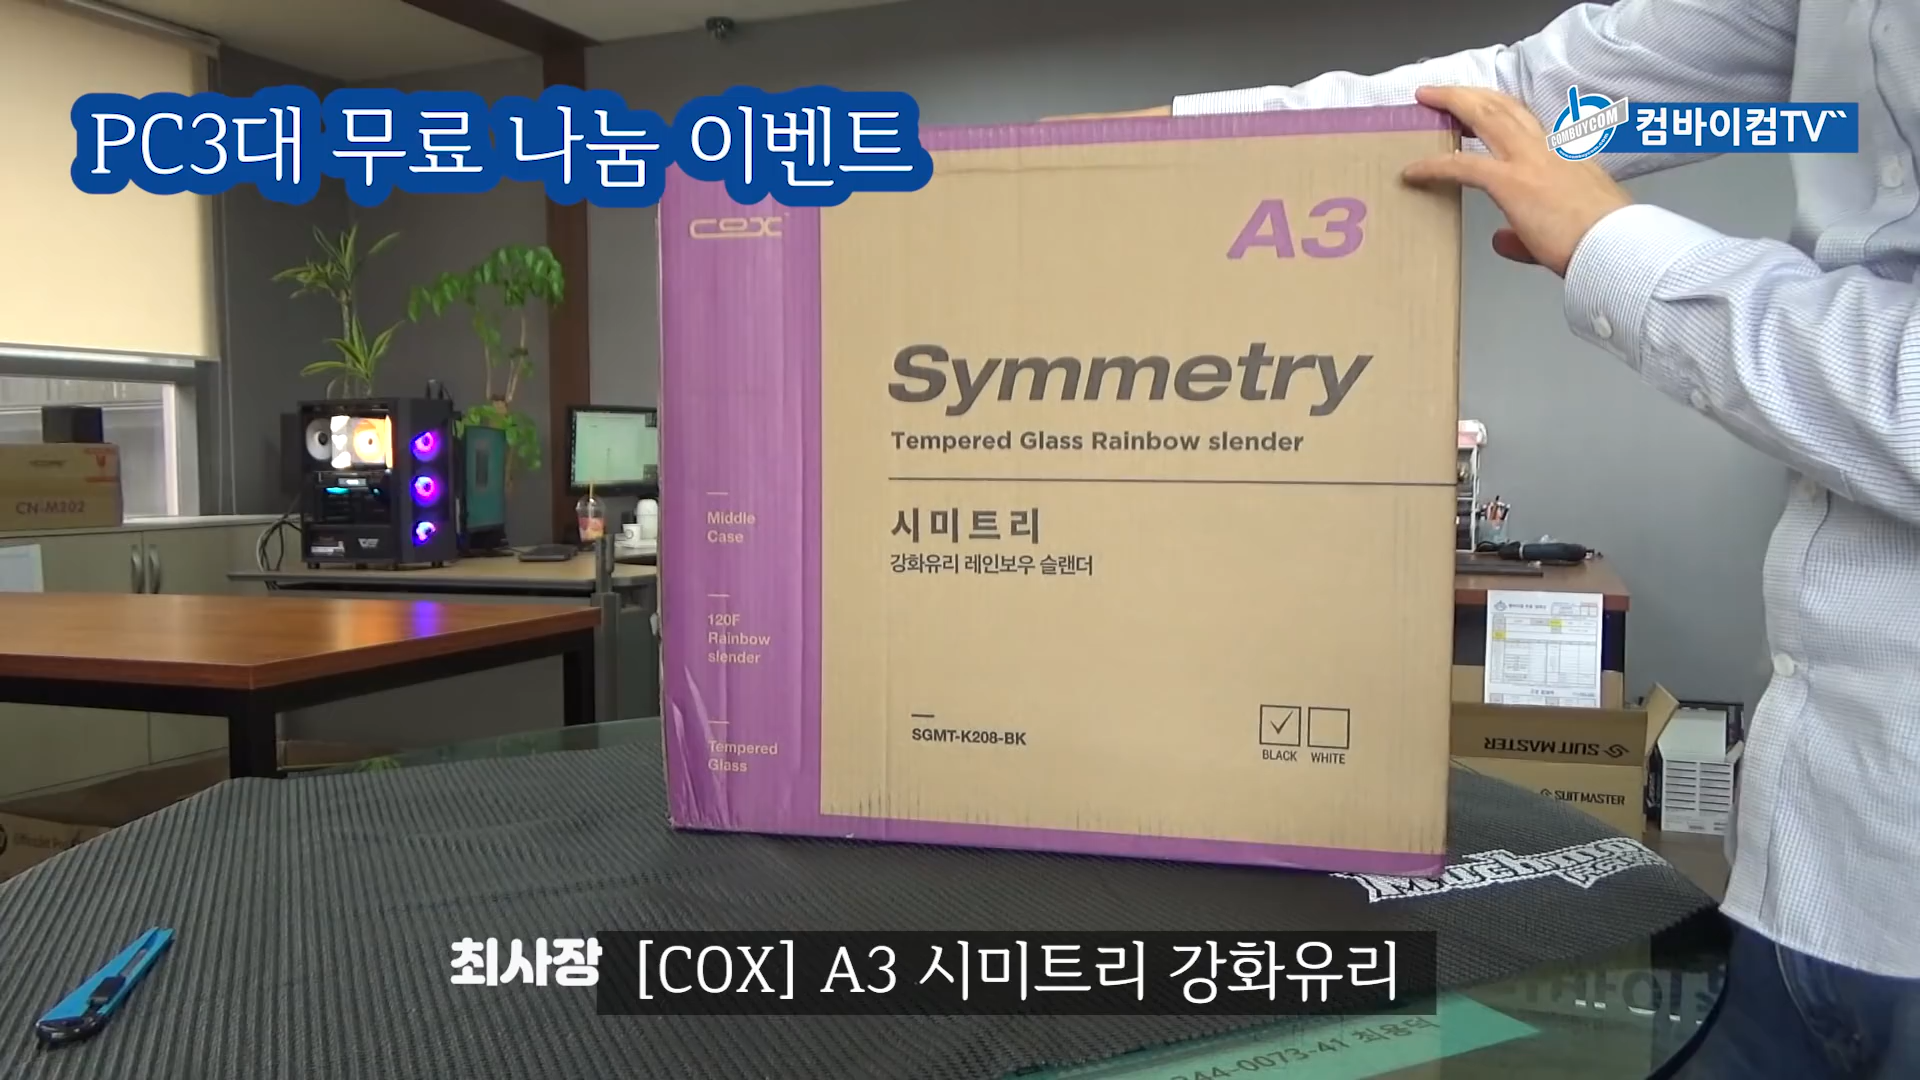 PC3대 무료 나눔 이벤트
COMBUYCOM
컴바이컴TV
cox
A3
Symmetry
Tempered Glass Rainbow slender
시미트리
강화유리 레인보우 슬랜더
Middle
Case
120F
Rainbow
slender
Tempered
Glass
SGMT-K208-BK
BLACK WHITE
CN-M202
SUITMASTER
SUITMASTER
최사장 [COX] A3 시미트리 강화유리